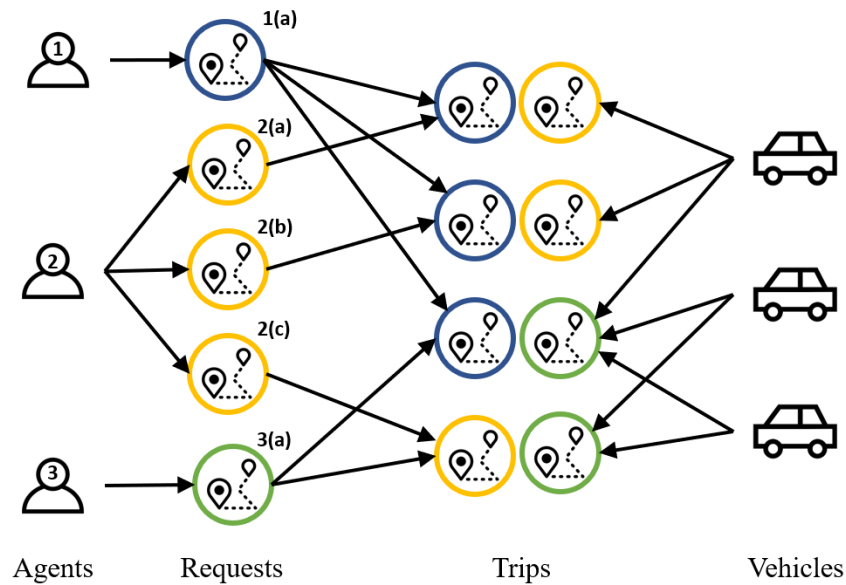 1(a)
1
2(a)
2(b)
2
2(c)
3(a)
3
Agents Requests Trips Vehicles